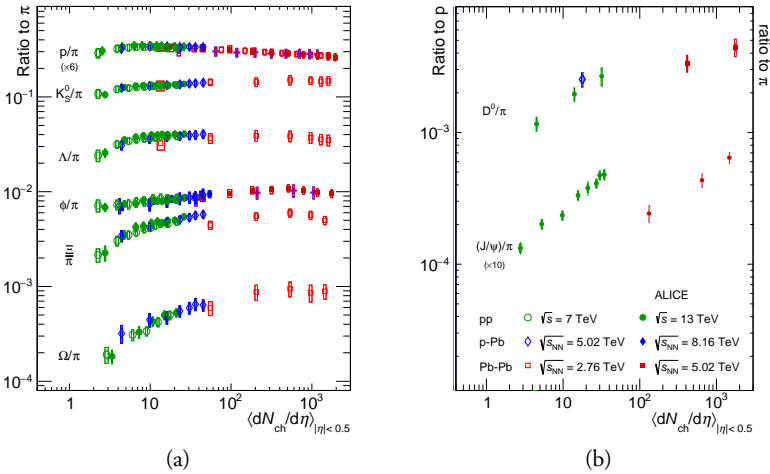 Ratio to π
p/π
(×6)
K⁰S/π
Λ/π
ϕ/π
Ξ/π
Ω/π
10⁻¹
10⁻²
10⁻³
10⁻⁴
1
10
10²
10³
⟨dNch/dη⟩|η|< 0.5
(a)
Ratio to p
ratio to π
D⁰/π
(J/ψ)/π
(×10)
10⁻³
10⁻⁴
ALICE
pp √s = 7 TeV √s = 13 TeV
p-Pb √sNN = 5.02 TeV √sNN = 8.16 TeV
Pb-Pb √sNN = 2.76 TeV √sNN = 5.02 TeV
1
10
10²
10³
⟨dNch/dη⟩|η|< 0.5
(b)